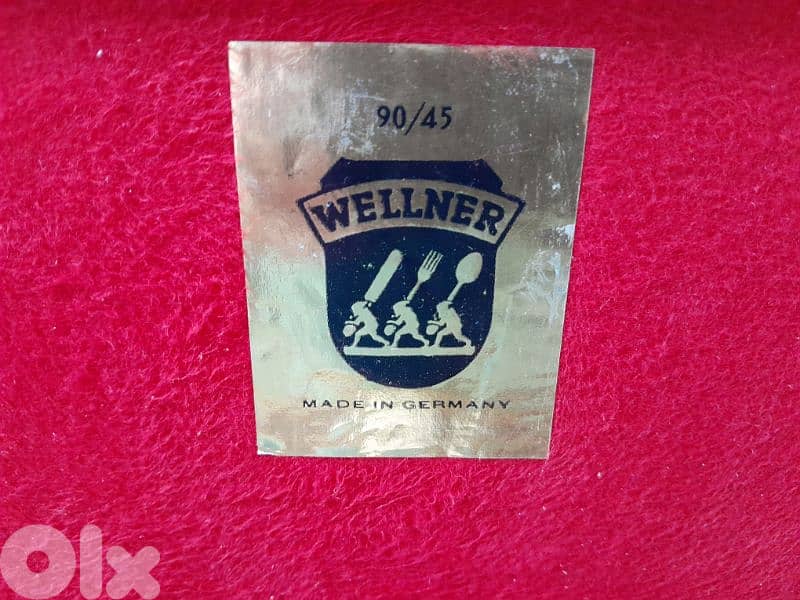 90/45
WELLNER
MADE IN GERMANY
Olx